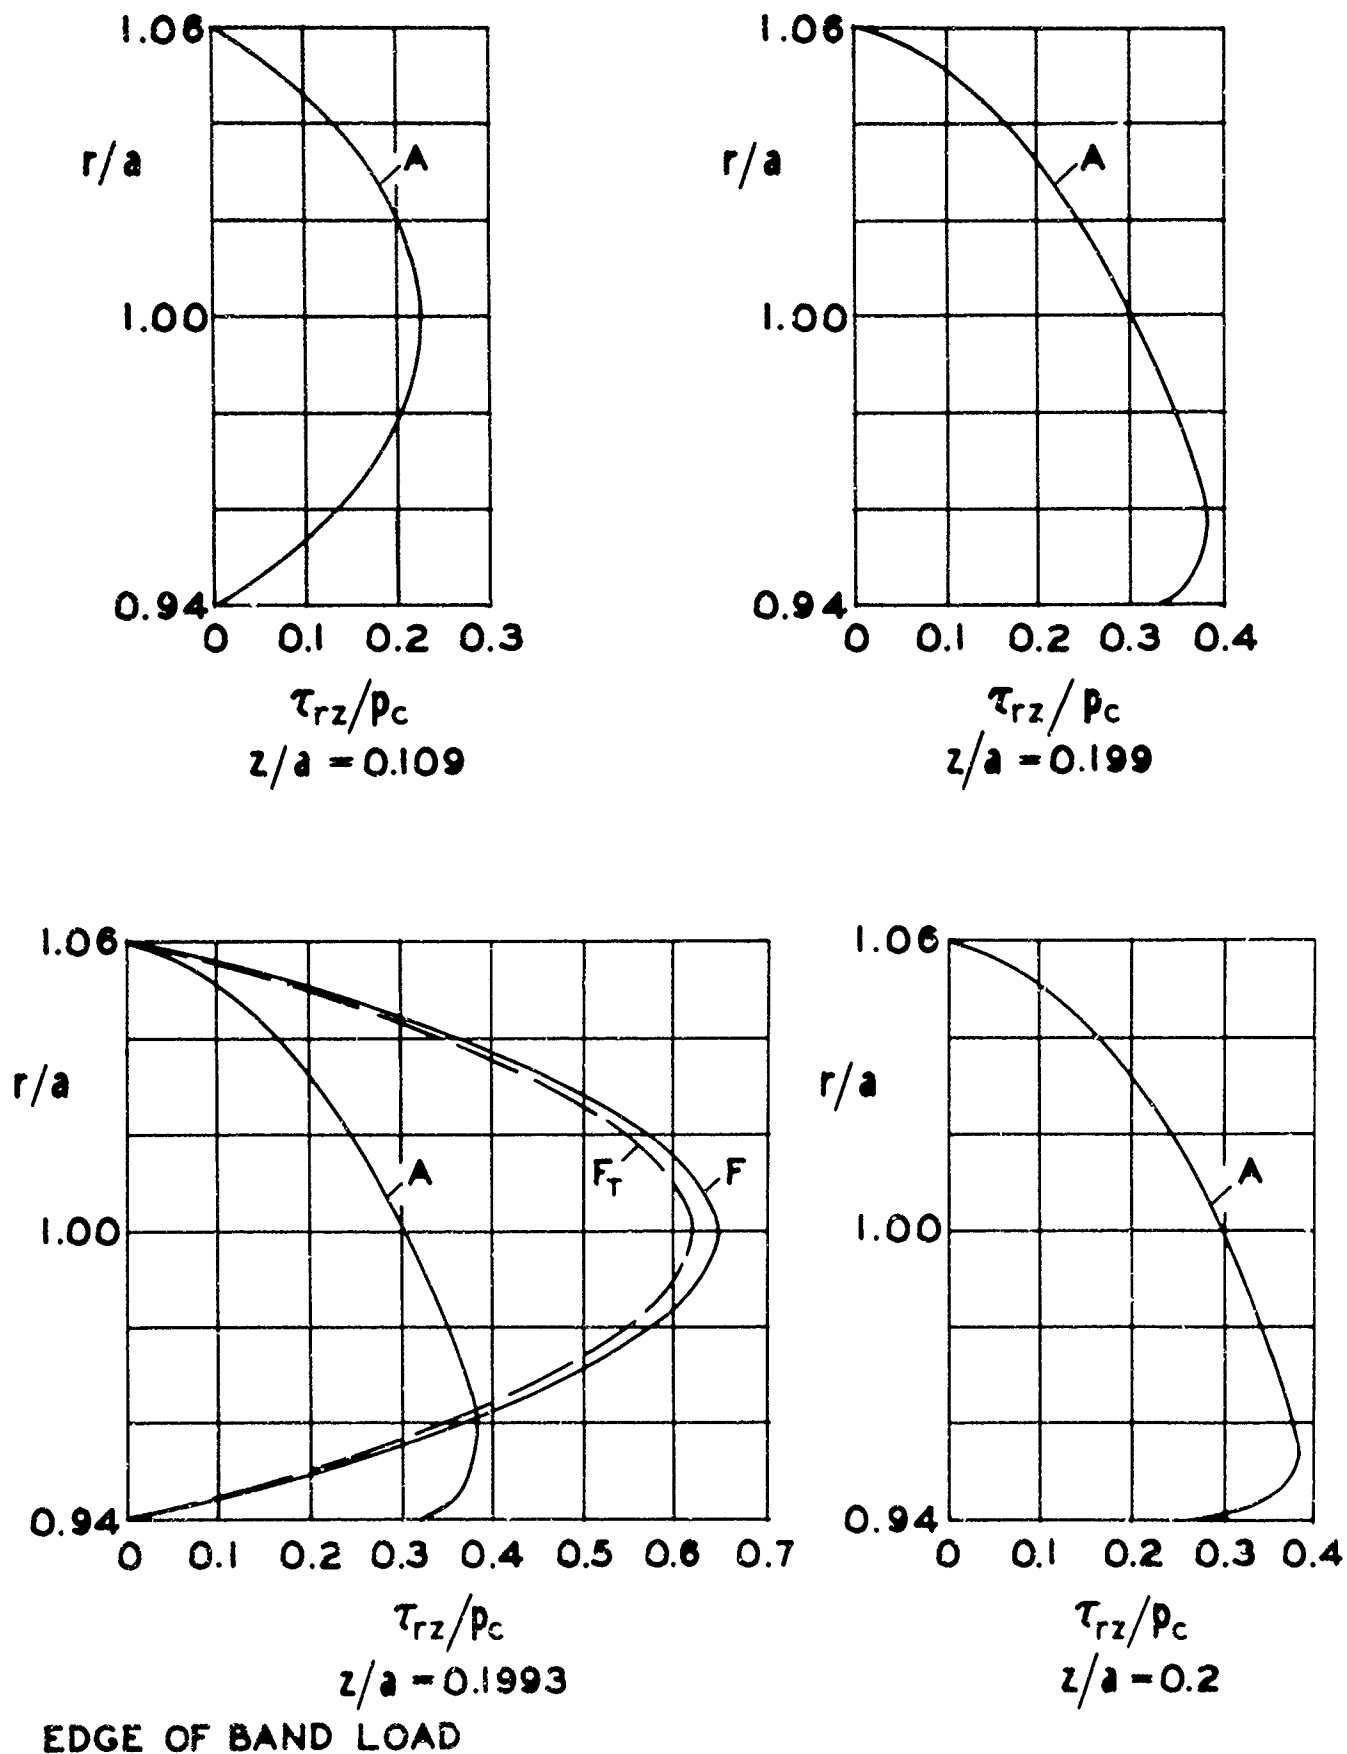 1.06
r/a
A
1.00
0.94
0 0.1 0.2 0.3
τrz/pc
z/a = 0.109
1.06
r/a
A
1.00
0.94
0 0.1 0.2 0.3 0.4
τrz/pc
z/a = 0.199
1.06
r/a
A
FT
F
1.00
0.94
0 0.1 0.2 0.3 0.4 0.5 0.6 0.7
τrz/pc
z/a = 0.1993
EDGE OF BAND LOAD
1.06
r/a
A
1.00
0.94
0 0.1 0.2 0.3 0.4
τrz/pc
z/a = 0.2